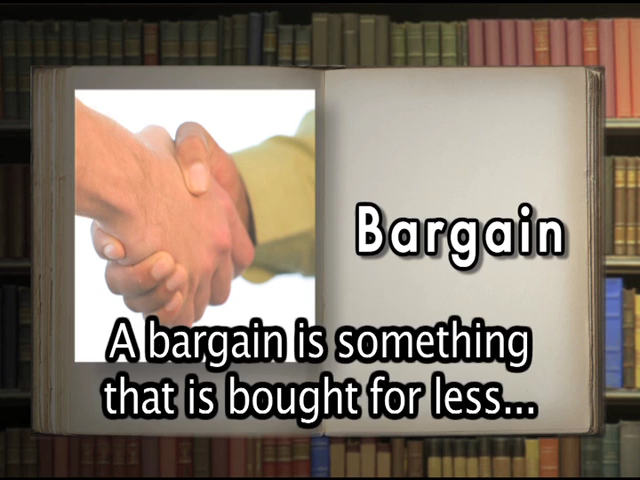 Bargain
A bargain is something
that is bought for less...